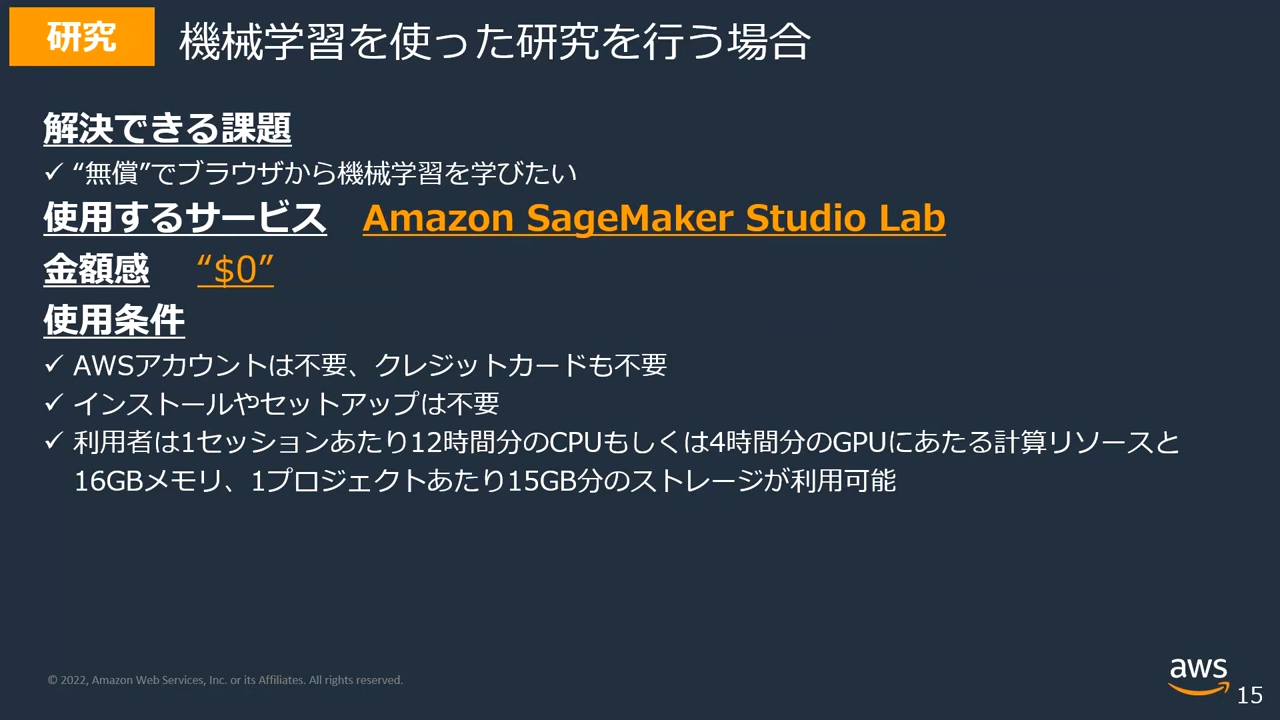 研究
機械学習を使った研究を行う場合
解決できる課題
✓ “無償”でブラウザから機械学習を学びたい
使用するサービス Amazon SageMaker Studio Lab
金額感 “$0”
使用条件
✓ AWSアカウントは不要、クレジットカードも不要
✓ インストールやセットアップは不要
✓ 利用者は1セッションあたり12時間分のCPUもしくは4時間分のGPUにあたる計算リソースと
16GBメモリ、1プロジェクトあたり15GB分のストレージが利用可能
© 2022, Amazon Web Services, Inc. or its Affiliates. All rights reserved.
aws
15